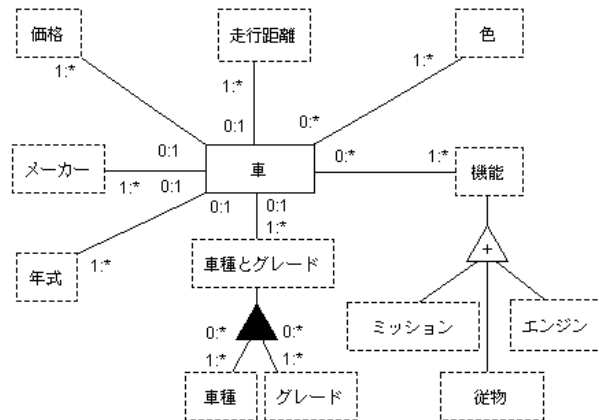 価格
走行距離
色
1:*
1:*
1:*
0:1
0:*
0:1
メーカー
車
0:*
1:*
機能
1:*
0:1
0:1
0:1
1:*
年式
1:*
車種とグレード
+
ミッション
エンジン
0:*
0:*
1:*
1:*
車種
グレード
従物